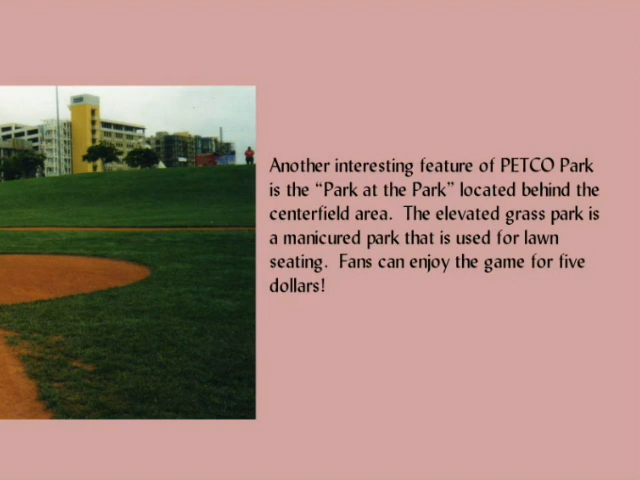 Another interesting feature of PETCO Park
is the “Park at the Park” located behind the
centerfield area.  The elevated grass park is
a manicured park that is used for lawn
seating.  Fans can enjoy the game for five
dollars!